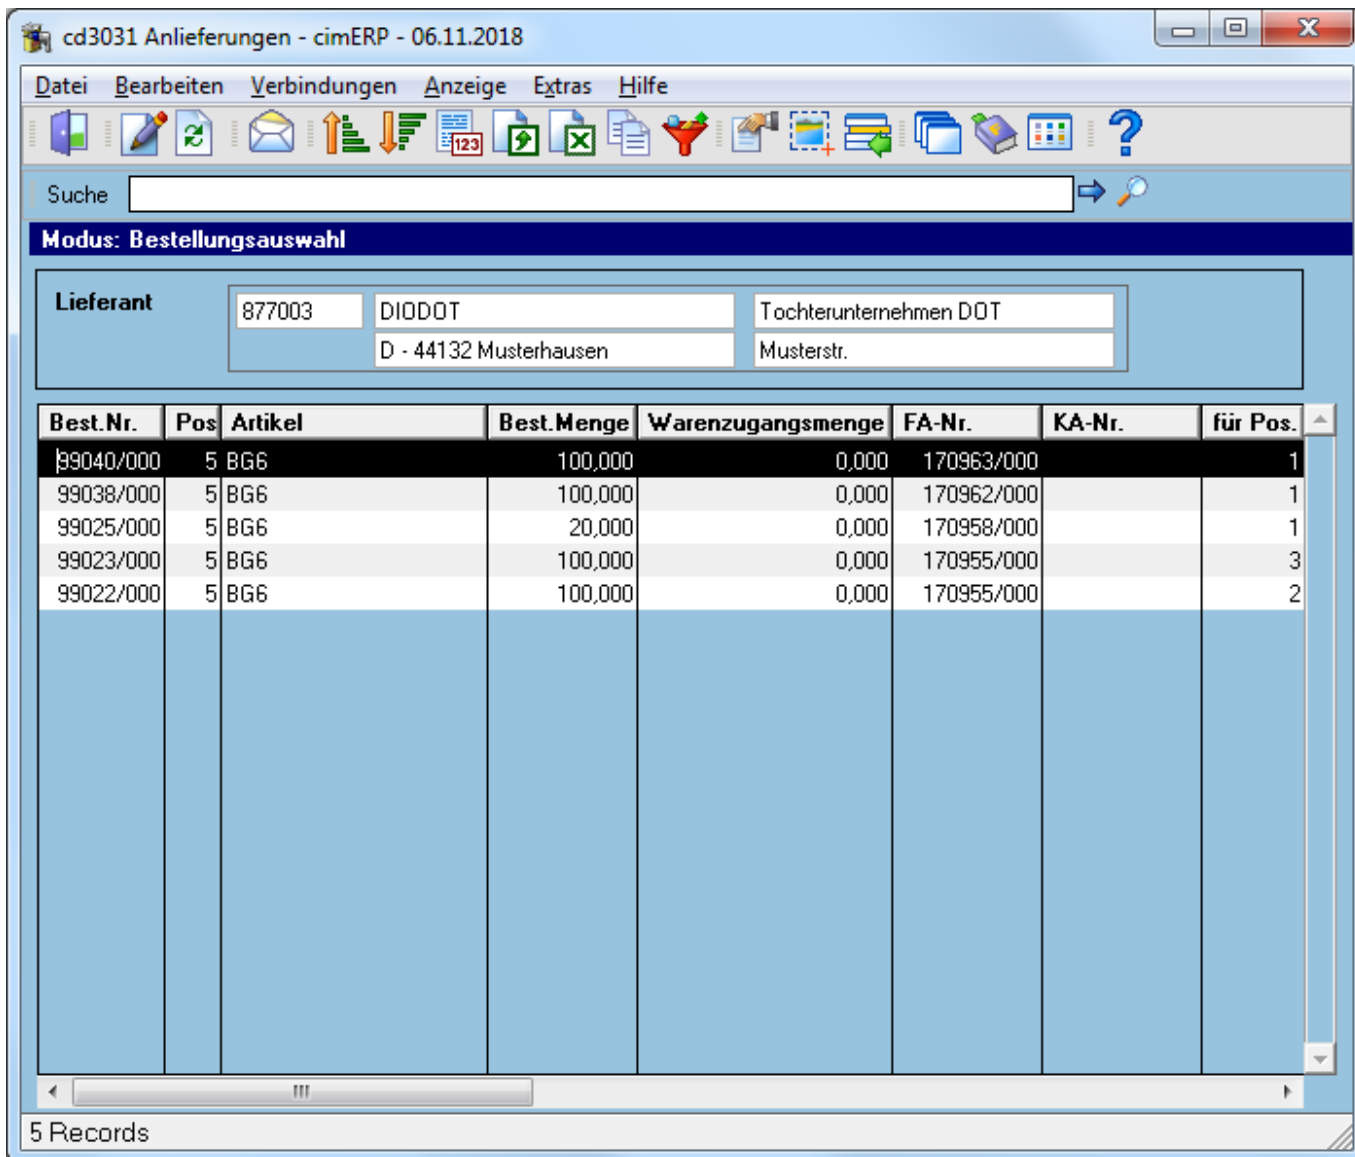 cd3031 Anlieferungen - cimERP - 06.11.2018
Datei Bearbeiten Verbindungen Anzeige Extras Hilfe
123
Suche
Modus: Bestellungsauswahl
Lieferant 877003 DIODOT Tochterunternehmen DOT
D - 44132 Musterhausen Musterstr.
Best.Nr. Pos Artikel Best.Menge Warenzugangsmenge FA-Nr. KA-Nr. für Pos.
99040/000 5 BG6 100,000 0,000 170963/000 1
99038/000 5 BG6 100,000 0,000 170962/000 1
99025/000 5 BG6 20,000 0,000 170958/000 1
99023/000 5 BG6 100,000 0,000 170955/000 3
99022/000 5 BG6 100,000 0,000 170955/000 2
5 Records